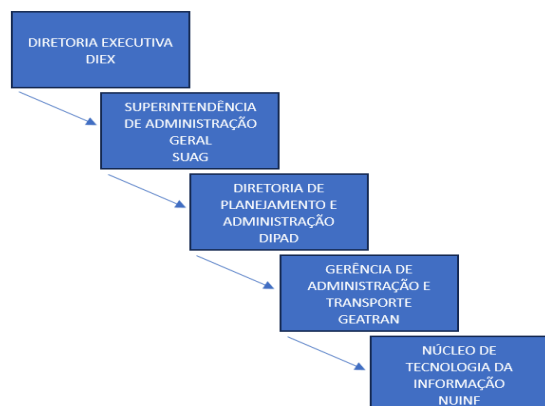 DIRETORIA EXECUTIVA
DIEX
SUPERINTENDÊNCIA
DE ADMINISTRAÇÃO
GERAL
SUAG
DIRETORIA DE
PLANEJAMENTO E
ADMINISTRAÇÃO
DIPAD
GERÊNCIA DE
ADMINISTRAÇÃO E
TRANSPORTE
GEATRAN
NÚCLEO DE
TECNOLOGIA DA
INFORMAÇÃO
NUINF